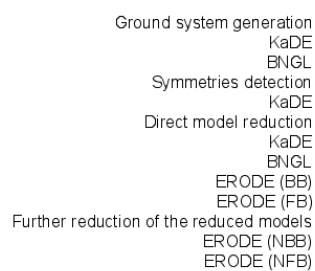 Ground system generation
KaDE
BNGL
Symmetries detection
KaDE
Direct model reduction
KaDE
BNGL
ERODE (BB)
ERODE (FB)
Further reduction of the reduced models
ERODE (NBB)
ERODE (NFB)